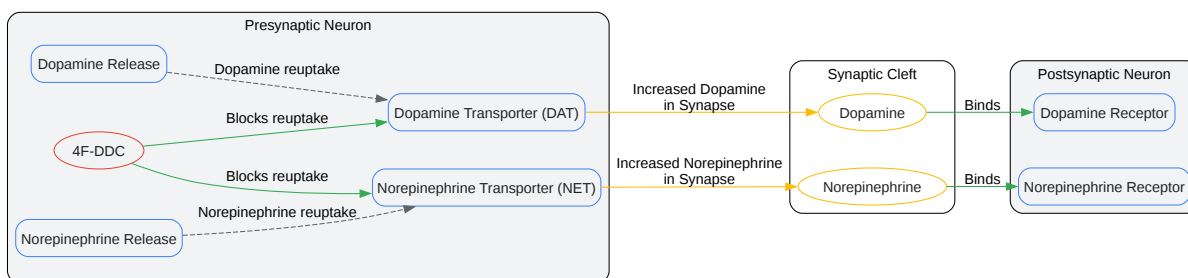 Presynaptic Neuron
Dopamine Release
Dopamine reuptake
Blocks reuptake
Dopamine Transporter (DAT)
4F-DDC
Blocks reuptake
Norepinephrine Transporter (NET)
Norepinephrine reuptake
Norepinephrine Release
Increased Dopamine
in Synapse
Increased Norepinephrine
in Synapse
Synaptic Cleft
Dopamine
Norepinephrine
Binds
Binds
Postsynaptic Neuron
Dopamine Receptor
Norepinephrine Receptor